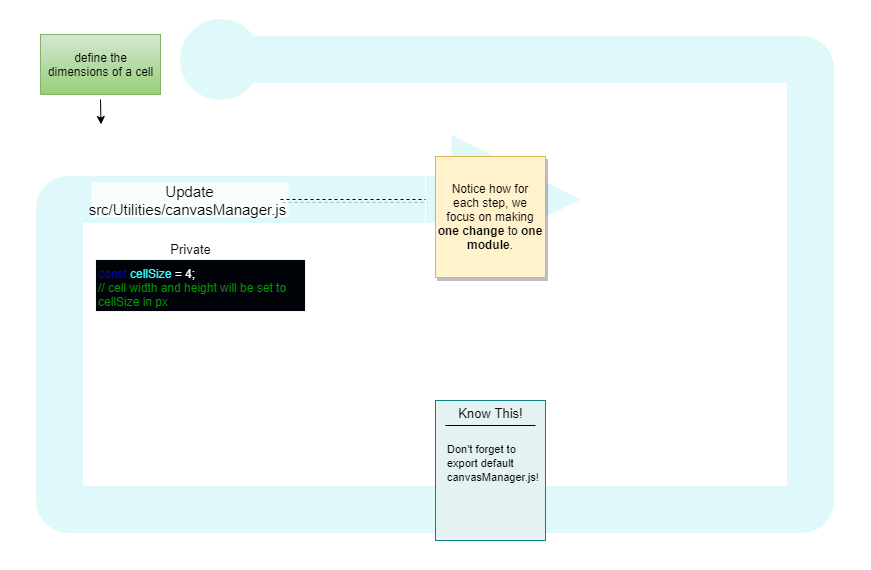 define the
dimensions of a cell
Update
src/Utilities/canvasManager.js
Notice how for
each step, we
focus on making
one change to one
module.
Private
const cellSize = 4;
// cell width and height will be set to
cellSize in px
Know This!
Don't forget to
export default
canvasManager.js!